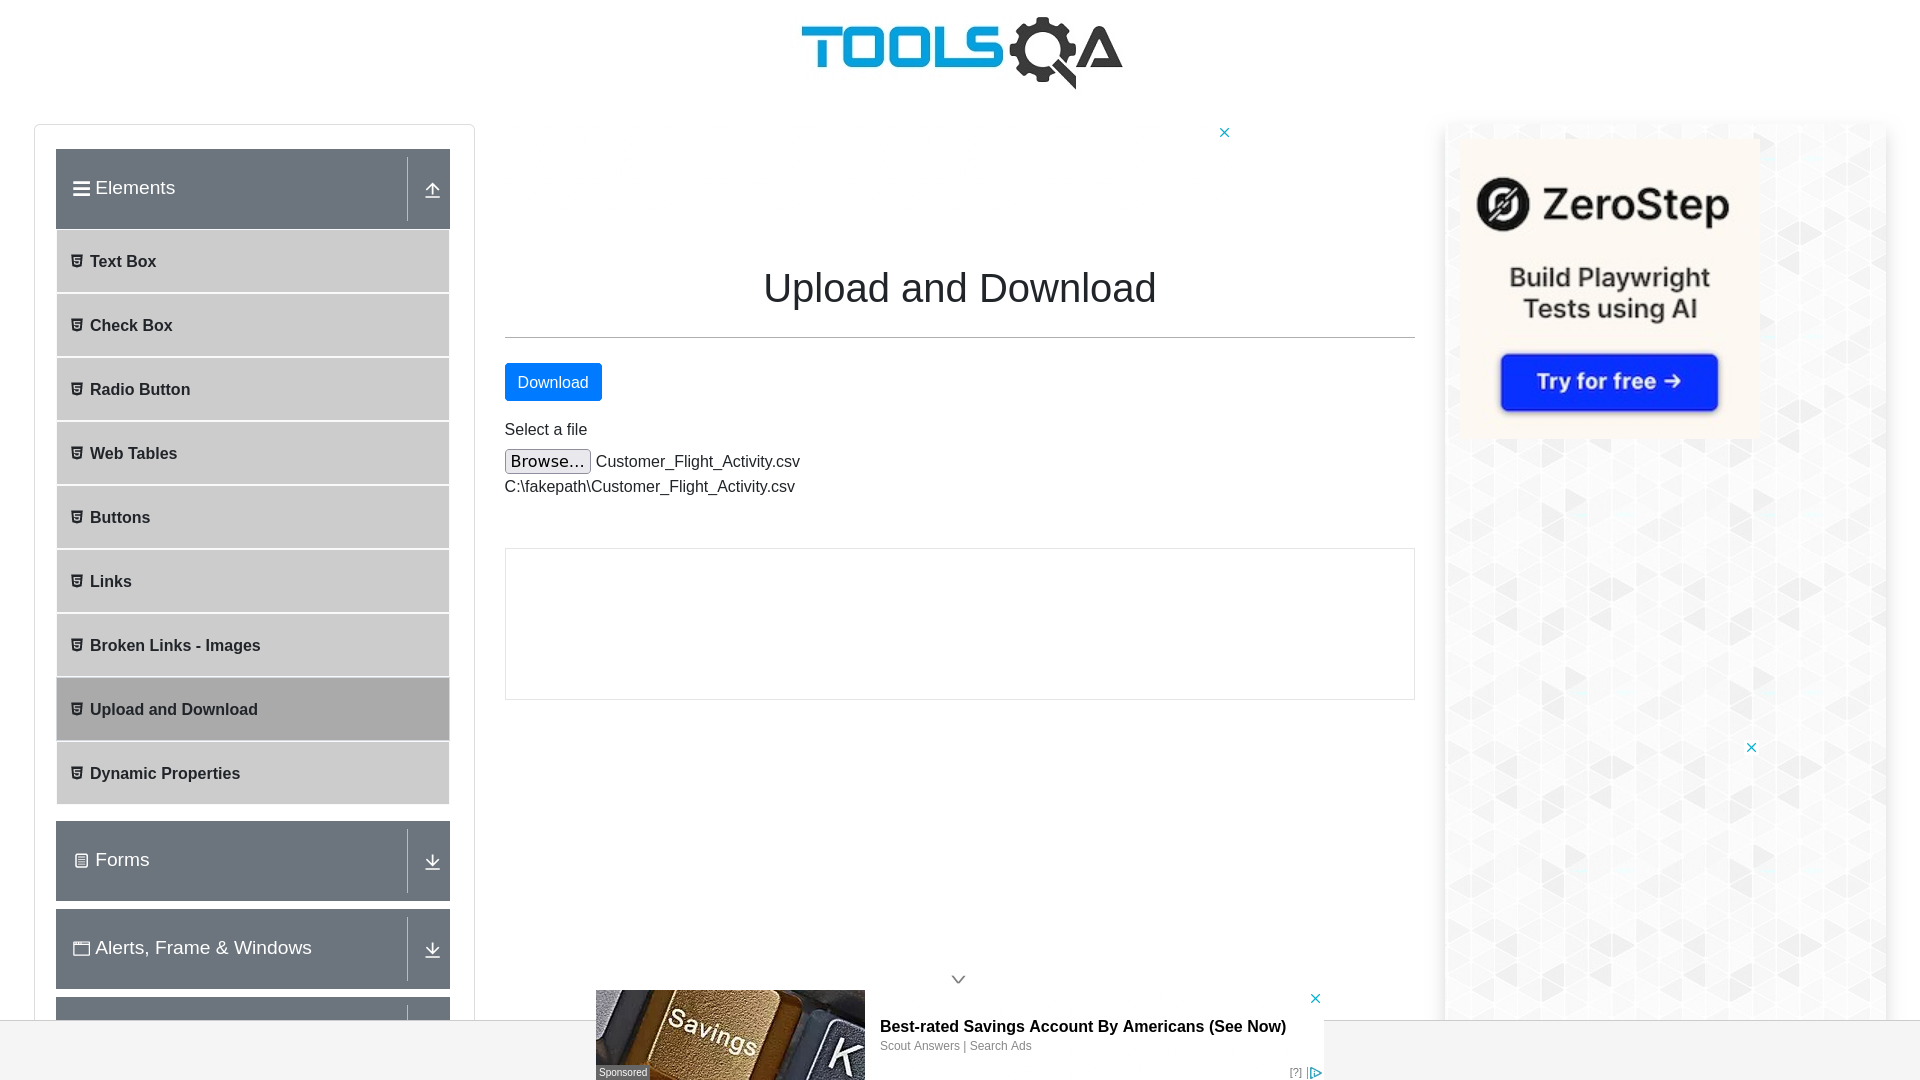 TOOLSQA
Elements
Text Box
Check Box
Radio Button
Web Tables
Buttons
Links
Broken Links - Images
Upload and Download
Dynamic Properties
Forms
Alerts, Frame & Windows
Upload and Download
Download
Select a file
Browse... Customer_Flight_Activity.csv
C:\fakepath\Customer_Flight_Activity.csv
ZeroStep
Build Playwright
Tests using AI
Try for free →
Savings
K
Sponsored
Best-rated Savings Account By Americans (See Now)
Scout Answers | Search Ads
[?]